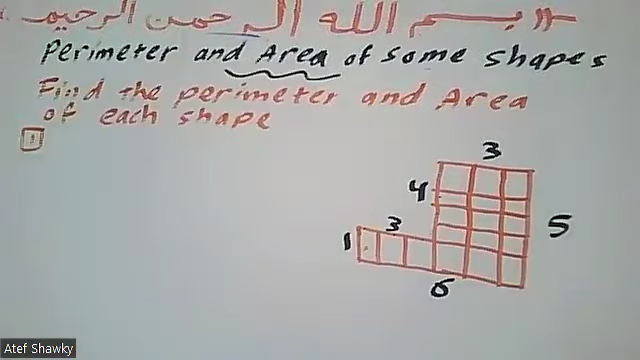 بسم الله الرحمن الرحيم
Perimeter and Area of some shapes
Find the perimeter and Area
of each shape
1
3
4
3
5
1
6
Atef Shawky